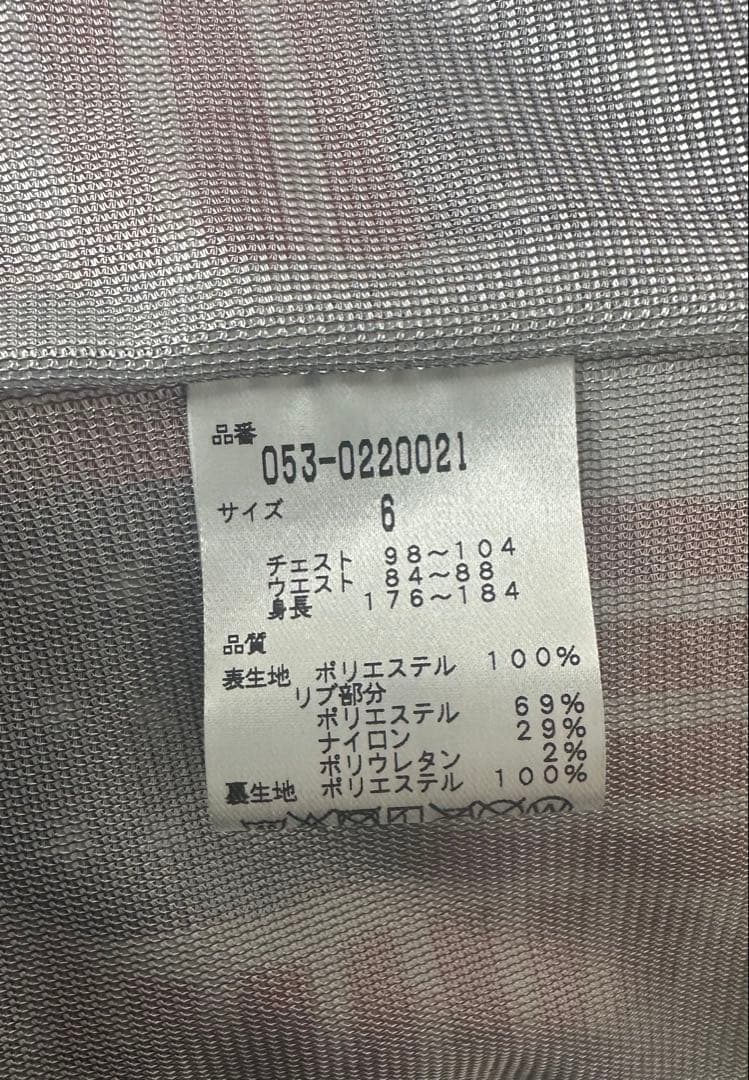 品番
053-0220021
サイズ 6
チェスト 98〜104
ウエスト 84〜88
身長 176〜184
品質
表生地 ポリエステル 100%
リブ部分
ポリエステル 69%
ナイロン 29%
ポリウレタン 2%
裏生地 ポリエステル 100%